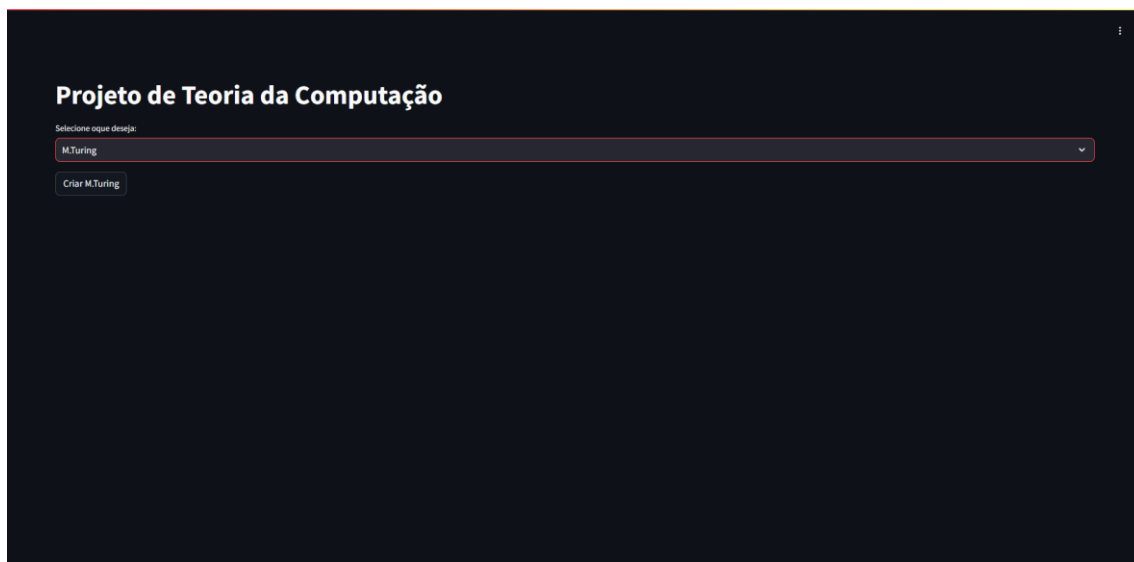 Projeto de Teoria da Computação
Selecione oque deseja:
M.Turing
Criar M.Turing